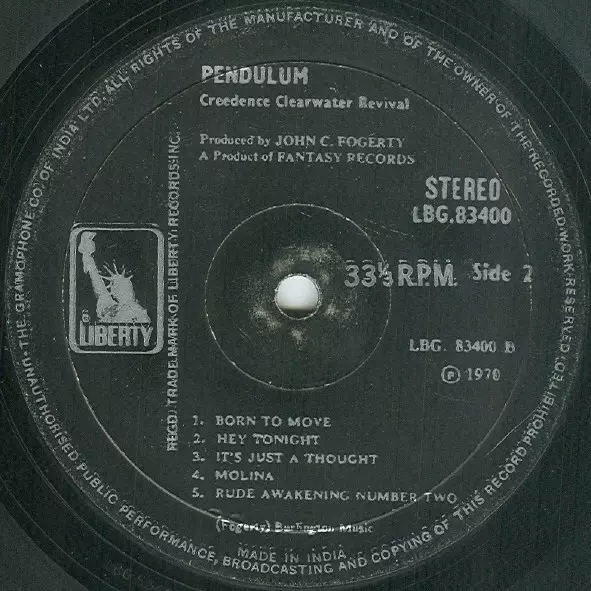 UNAUTHORISED PUBLIC PERFORMANCE, BROADCASTING AND COPYING OF THIS RECORD PROHIBITED
THE GRAMOPHONE CO. OF INDIA LTD. ALL RIGHTS OF THE MANUFACTURER AND OF THE OWNER OF THE RECORDED WORK RESERVED
PENDULUM
Creedence Clearwater Revival
Produced by JOHN C. FOGERTY
A Product of FANTASY RECORDS
STEREO
LBG.83400
REGD. TRADE MARK OF LIBERTY RECORDS INC.
LIBERTY
33⅓ R.P.M. Side 2
LBG. 83400 B
Ⓟ 1970
1. BORN TO MOVE
2. HEY TONIGHT
3. IT'S JUST A THOUGHT
4. MOLINA
5. RUDE AWAKENING NUMBER TWO
(Fogerty) Burlington Music
MADE IN INDIA